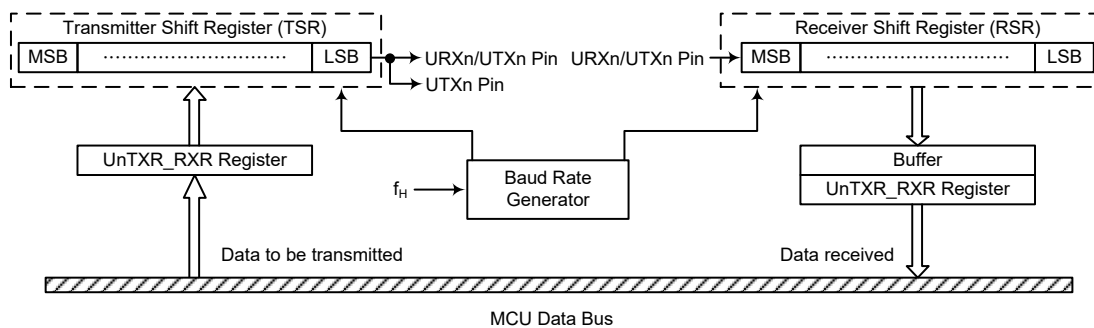 Transmitter Shift Register (TSR)
MSB ................................ LSB
URXn/UTXn Pin
UTXn Pin
URXn/UTXn Pin
Receiver Shift Register (RSR)
MSB ................................ LSB
UnTXR_RXR Register
fH
Baud Rate
Generator
Buffer
UnTXR_RXR Register
Data to be transmitted
Data received
MCU Data Bus